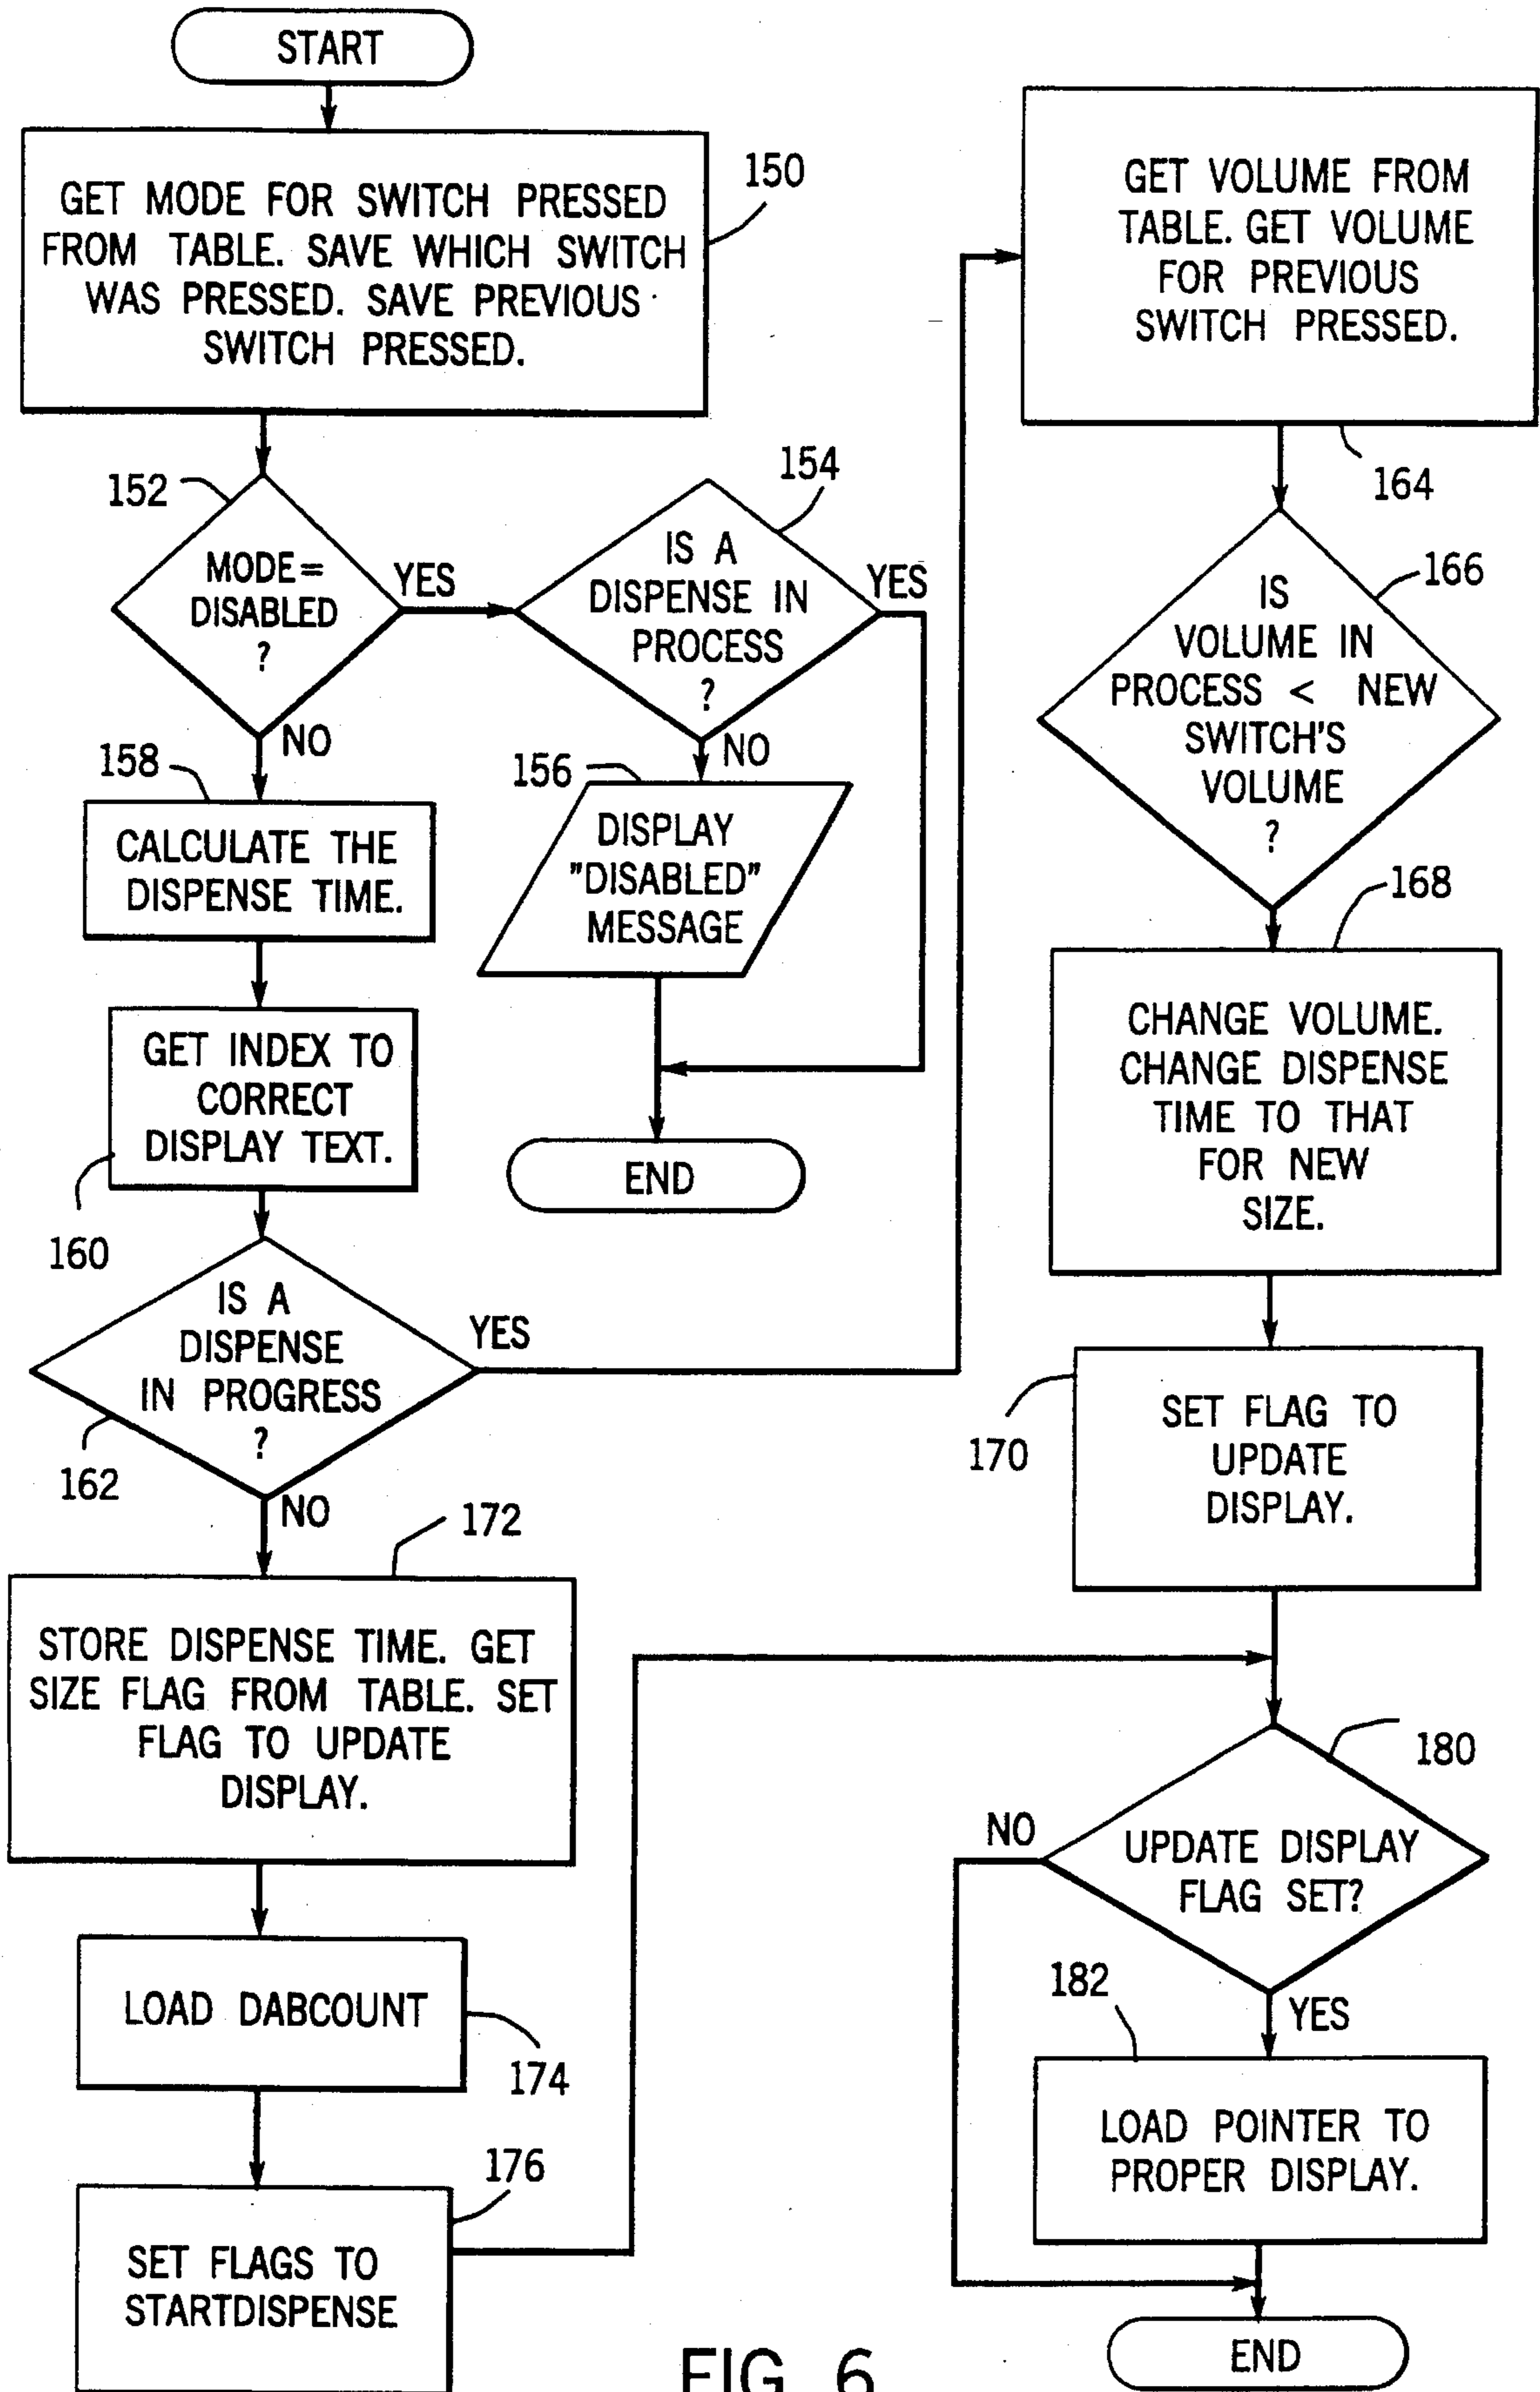 START
GET MODE FOR SWITCH PRESSED
FROM TABLE. SAVE WHICH SWITCH
WAS PRESSED. SAVE PREVIOUS
SWITCH PRESSED.
150
152
MODE=
DISABLED
?
YES
NO
154
IS A
DISPENSE IN
PROCESS
?
YES
NO
156
DISPLAY
"DISABLED"
MESSAGE
END
158
CALCULATE THE
DISPENSE TIME.
GET INDEX TO
CORRECT
DISPLAY TEXT.
160
IS A
DISPENSE
IN PROGRESS
?
YES
162
NO
172
STORE DISPENSE TIME. GET
SIZE FLAG FROM TABLE. SET
FLAG TO UPDATE
DISPLAY.
LOAD DABCOUNT
174
176
SET FLAGS TO
STARTDISPENSE
GET VOLUME FROM
TABLE. GET VOLUME
FOR PREVIOUS
SWITCH PRESSED.
164
166
IS
VOLUME IN
PROCESS < NEW
SWITCH'S
VOLUME
?
168
CHANGE VOLUME.
CHANGE DISPENSE
TIME TO THAT
FOR NEW
SIZE.
SET FLAG TO
UPDATE
DISPLAY.
170
180
NO
UPDATE DISPLAY
FLAG SET?
182
YES
LOAD POINTER TO
PROPER DISPLAY.
END
FIG. 6